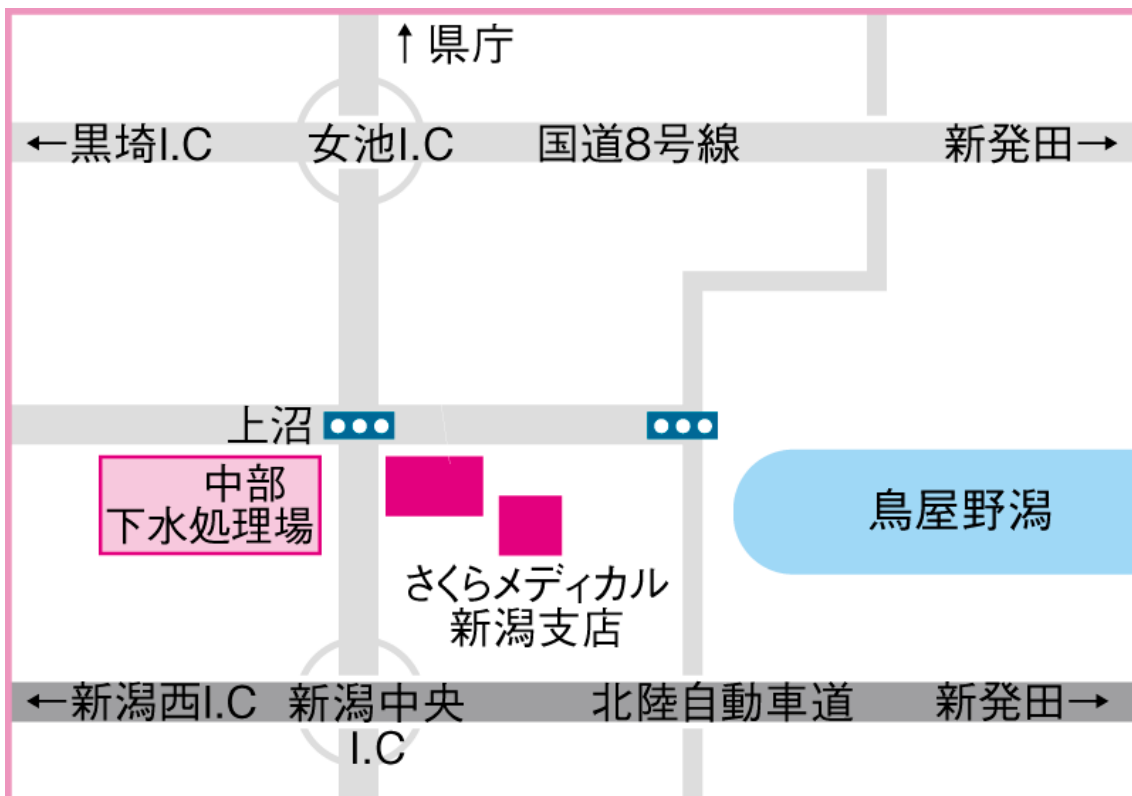 ↑県庁
←黒埼I.C
女池I.C
国道8号線
新発田→
上沼
中部
下水処理場
鳥屋野潟
さくらメディカル
新潟支店
←新潟西I.C
新潟中央
I.C
北陸自動車道
新発田→